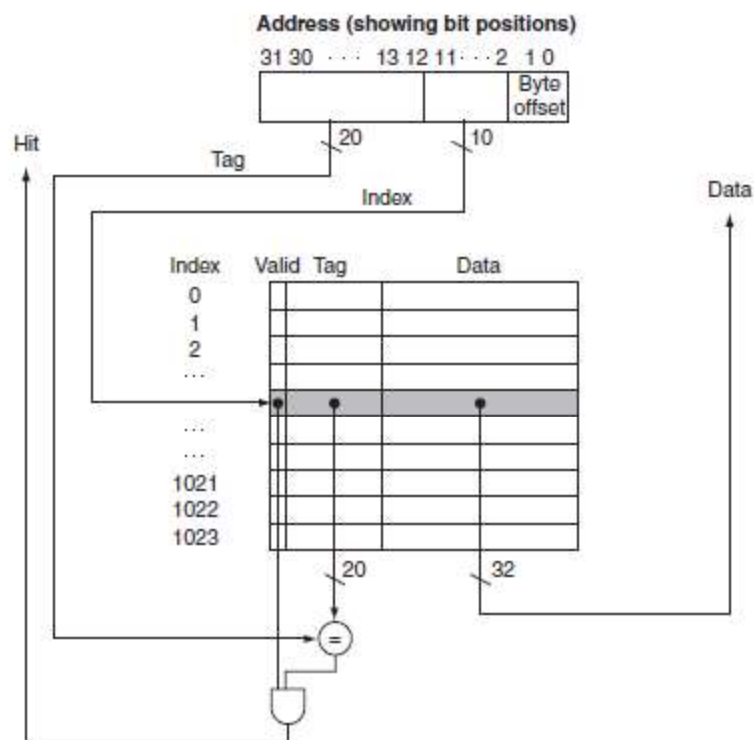 Address (showing bit positions)
31 30 · · · · 13 12 11 · · · 2 1 0
Byte
offset
20
10
Hit
Tag
Data
Index
Index Valid Tag Data
0
1
2
· · ·
· · ·
· · ·
1021
1022
1023
20
32
=